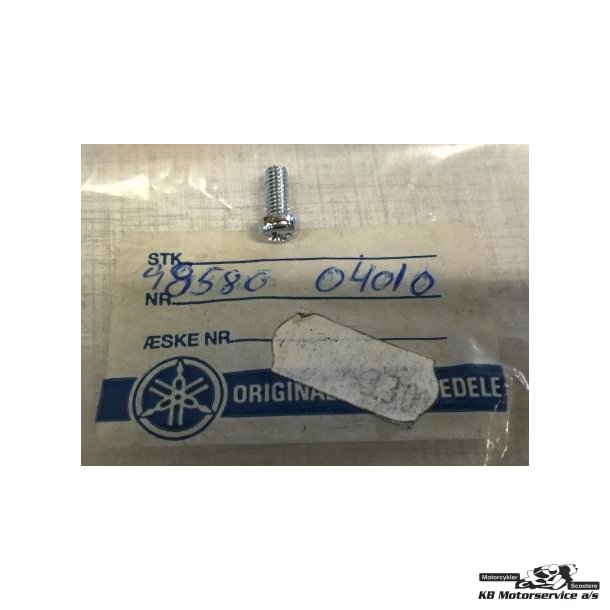 STK.
98580 04010
NR.
ÆSKE NR.
ORIGINAL EDELE
Motorcykler
Scootere
KB Motorservice a/s